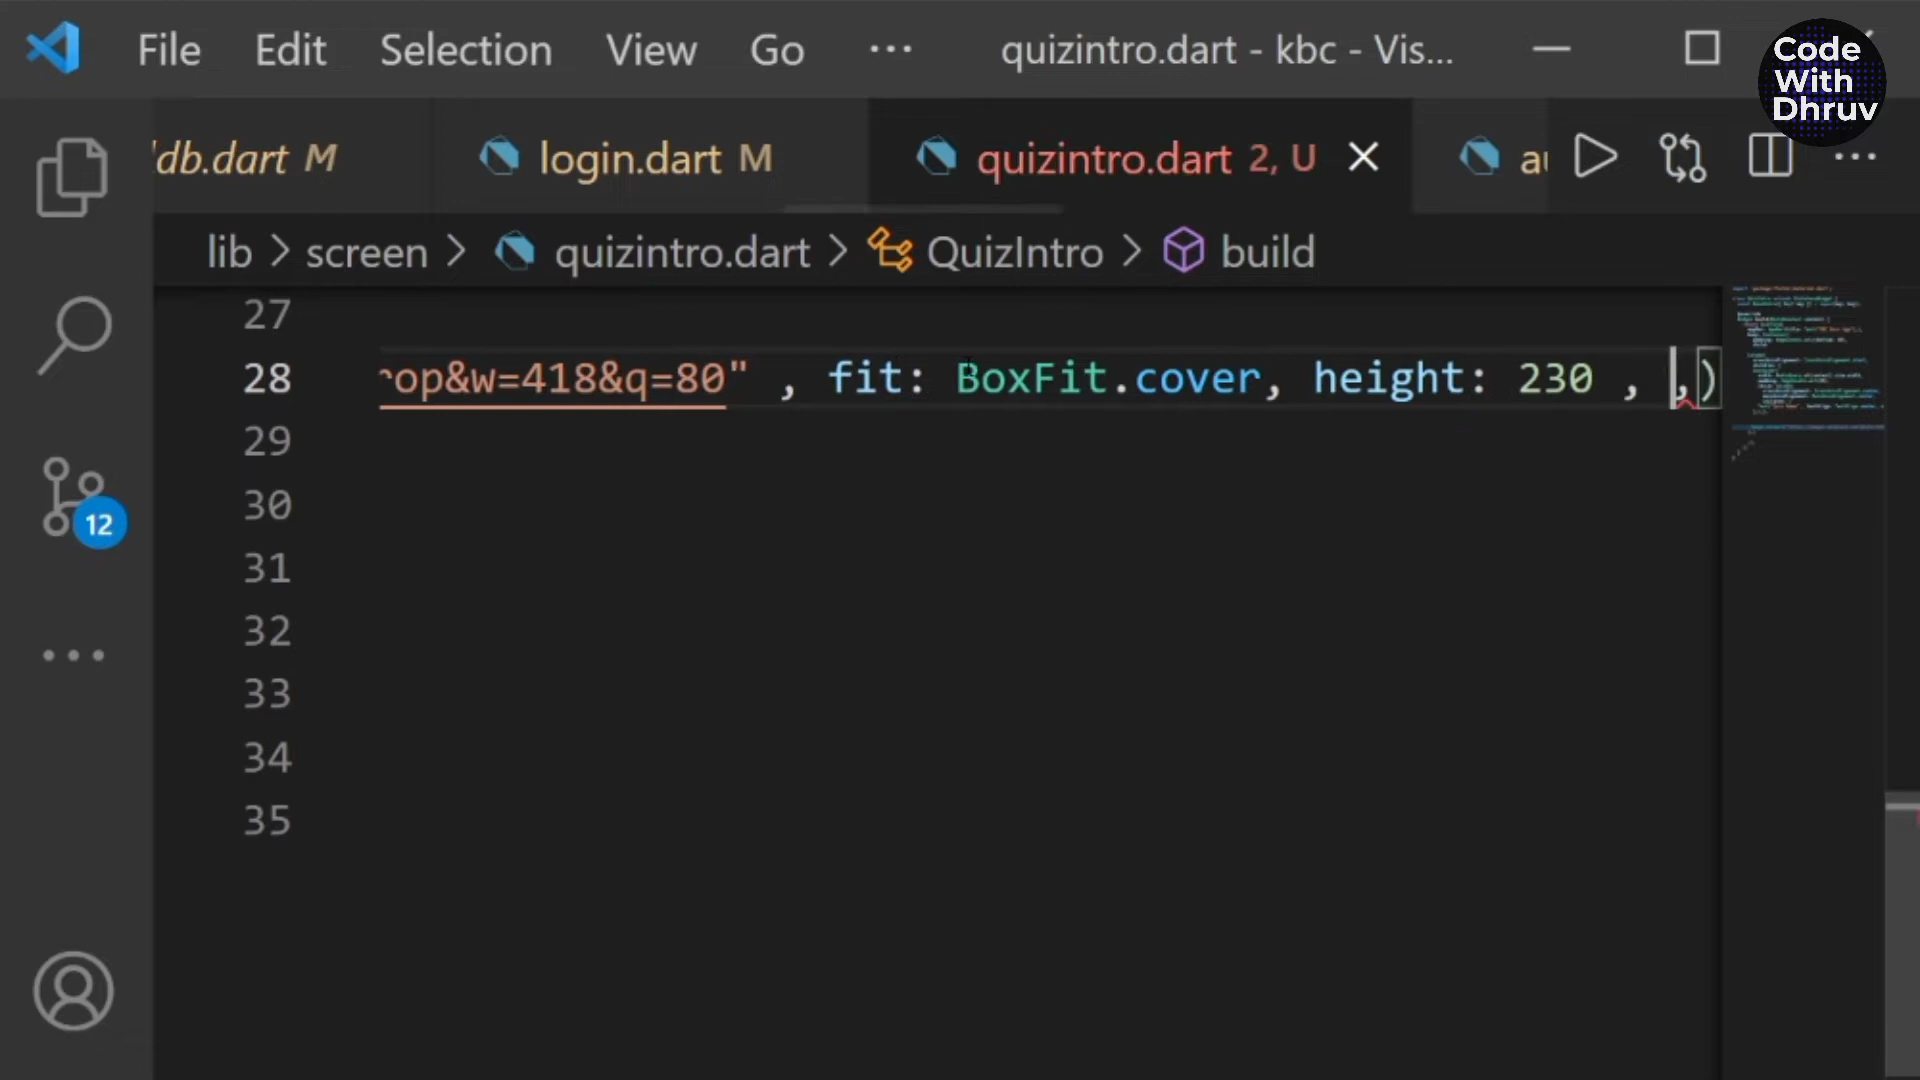 File Edit Selection View Go ··· quizintro.dart - kbc - Vis...
Code
With
Dhruv
db.dart M login.dart M quizintro.dart 2, U
lib > screen > quizintro.dart > QuizIntro > build
27
28 op&w=418&q=80" , fit: BoxFit.cover, height: 230 , ,)
29
30
31
32
33
34
35
12